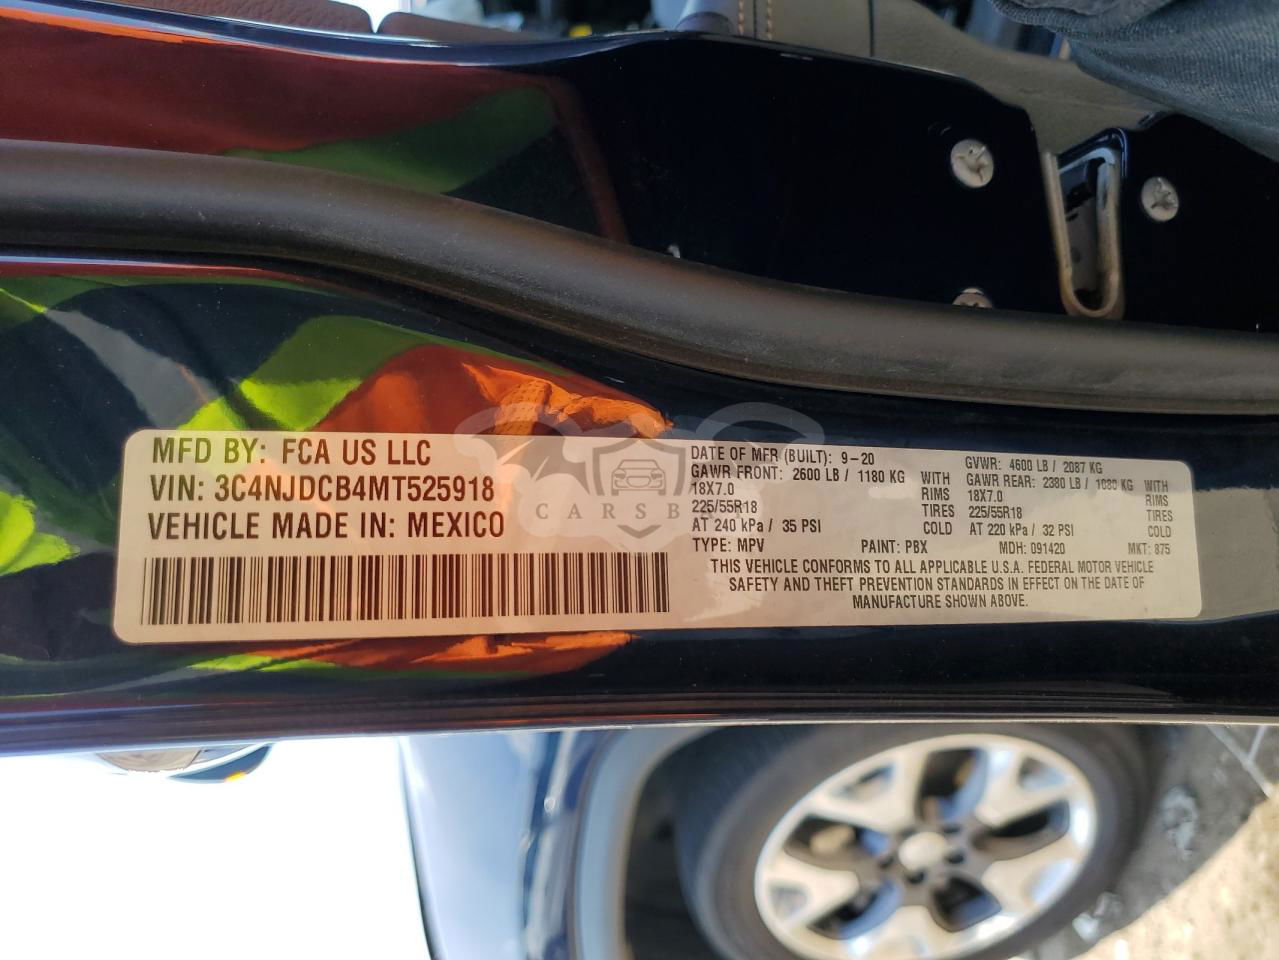 MFD BY: FCA US LLC
VIN: 3C4NJDCB4MT525918
VEHICLE MADE IN: MEXICO
DATE OF MFR (BUILT): 9-20 GVWR: 4600 LB / 2087 KG
GAWR FRONT: 2600 LB / 1180 KG WITH GAWR REAR: 2380 LB / 1080 KG WITH
18X7.0 RIMS 18X7.0 RIMS
225/55R18 TIRES 225/55R18 TIRES
AT 240 kPa / 35 PSI COLD AT 220 kPa / 32 PSI COLD
TYPE: MPV PAINT: PBX MDH: 091420 MKT: 875
THIS VEHICLE CONFORMS TO ALL APPLICABLE U.S.A. FEDERAL MOTOR VEHICLE
SAFETY AND THEFT PREVENTION STANDARDS IN EFFECT ON THE DATE OF
MANUFACTURE SHOWN ABOVE.